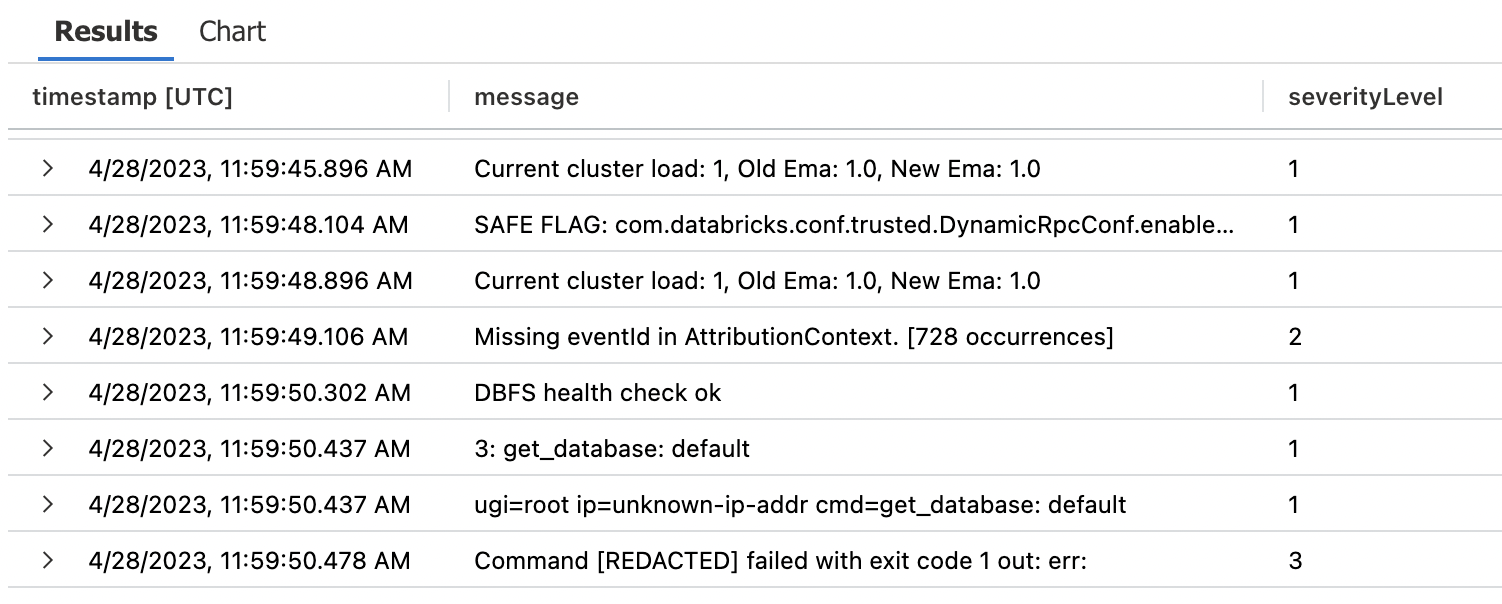 Results Chart
timestamp [UTC] message severityLevel
4/28/2023, 11:59:45.896 AM Current cluster load: 1, Old Ema: 1.0, New Ema: 1.0 1
4/28/2023, 11:59:48.104 AM SAFE FLAG: com.databricks.conf.trusted.DynamicRpcConf.enable... 1
4/28/2023, 11:59:48.896 AM Current cluster load: 1, Old Ema: 1.0, New Ema: 1.0 1
4/28/2023, 11:59:49.106 AM Missing eventId in AttributionContext. [728 occurrences] 2
4/28/2023, 11:59:50.302 AM DBFS health check ok 1
4/28/2023, 11:59:50.437 AM 3: get_database: default 1
4/28/2023, 11:59:50.437 AM ugi=root ip=unknown-ip-addr cmd=get_database: default 1
4/28/2023, 11:59:50.478 AM Command [REDACTED] failed with exit code 1 out: err: 3